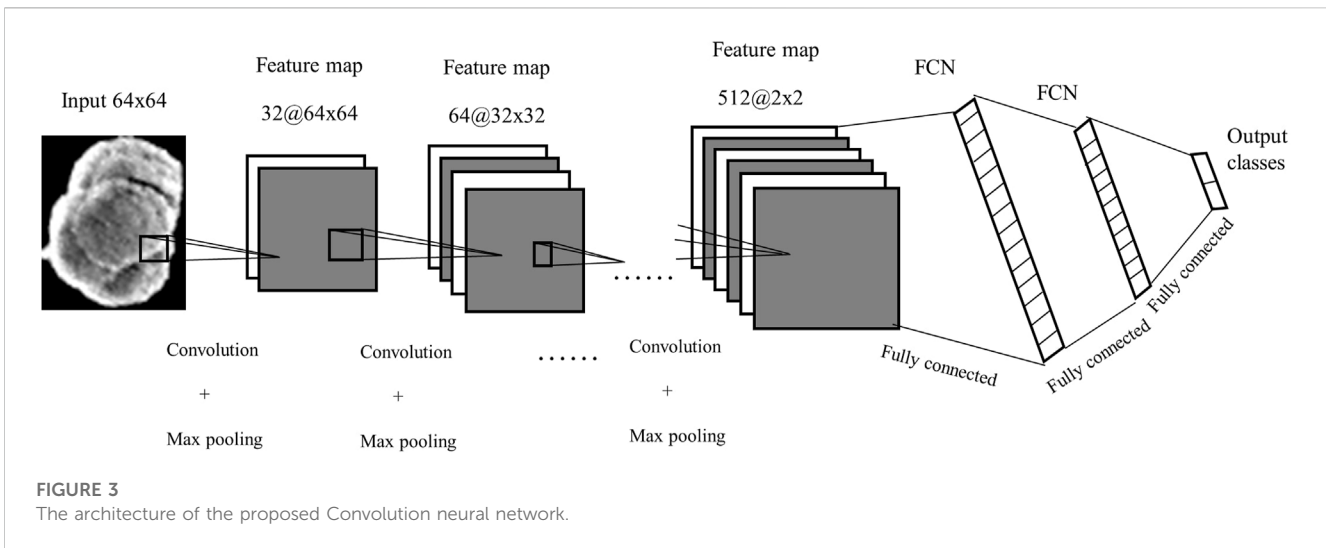 Input 64x64
Feature map
32@64x64
Feature map
64@32x32
Feature map
512@2x2
FCN
FCN
Output
classes
......
Convolution
+
Max pooling
Convolution
+
Max pooling
......
Convolution
+
Max pooling
Fully connected
Fully connected
Fully connected
FIGURE 3
The architecture of the proposed Convolution neural network.